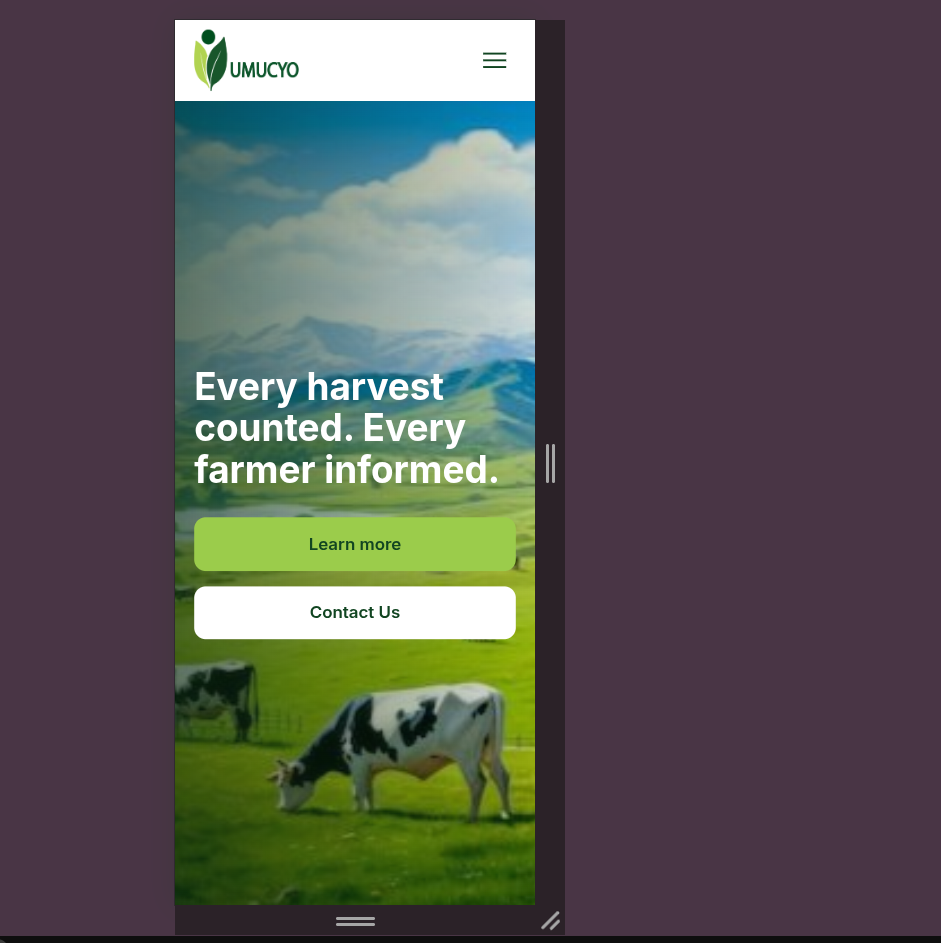 UMUCYO
Every harvest
counted. Every
farmer informed.
Learn more
Contact Us